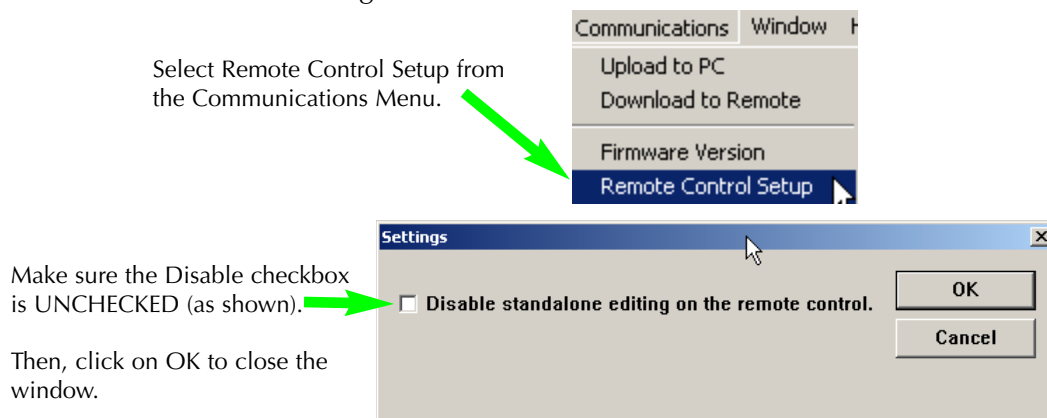 Communications Window
Select Remote Control Setup from
the Communications Menu.
Upload to PC
Download to Remote
Firmware Version
Remote Control Setup
Settings
Make sure the Disable checkbox
is UNCHECKED (as shown).
Disable standalone editing on the remote control.
OK
Cancel
Then, click on OK to close the
window.